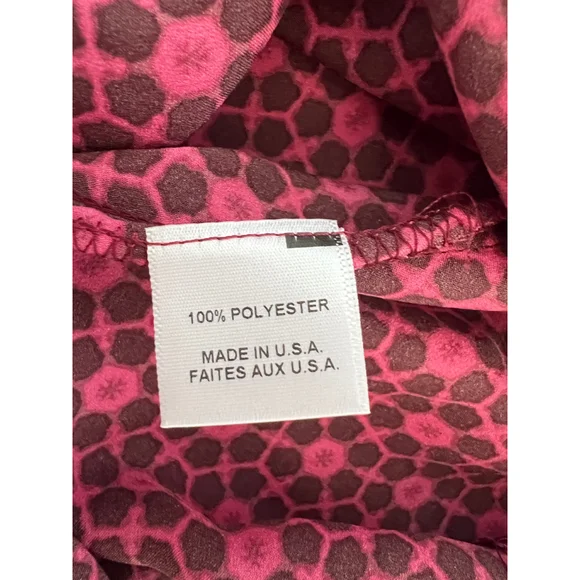 100% POLYESTER
MADE IN U.S.A.
FAITES AUX U.S.A.